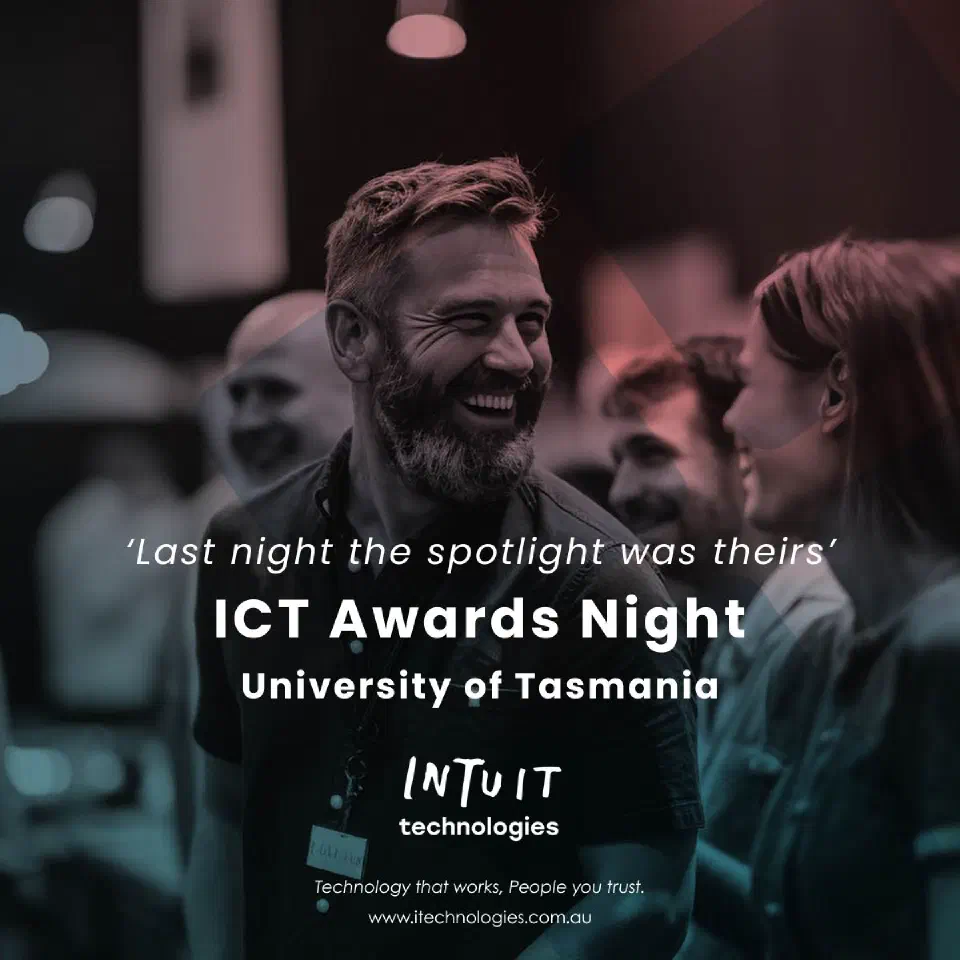 ‘Last night the spotlight was theirs’
ICT Awards Night
University of Tasmania
INTUIT
technologies
Technology that works, People you trust.
www.itechnologies.com.au